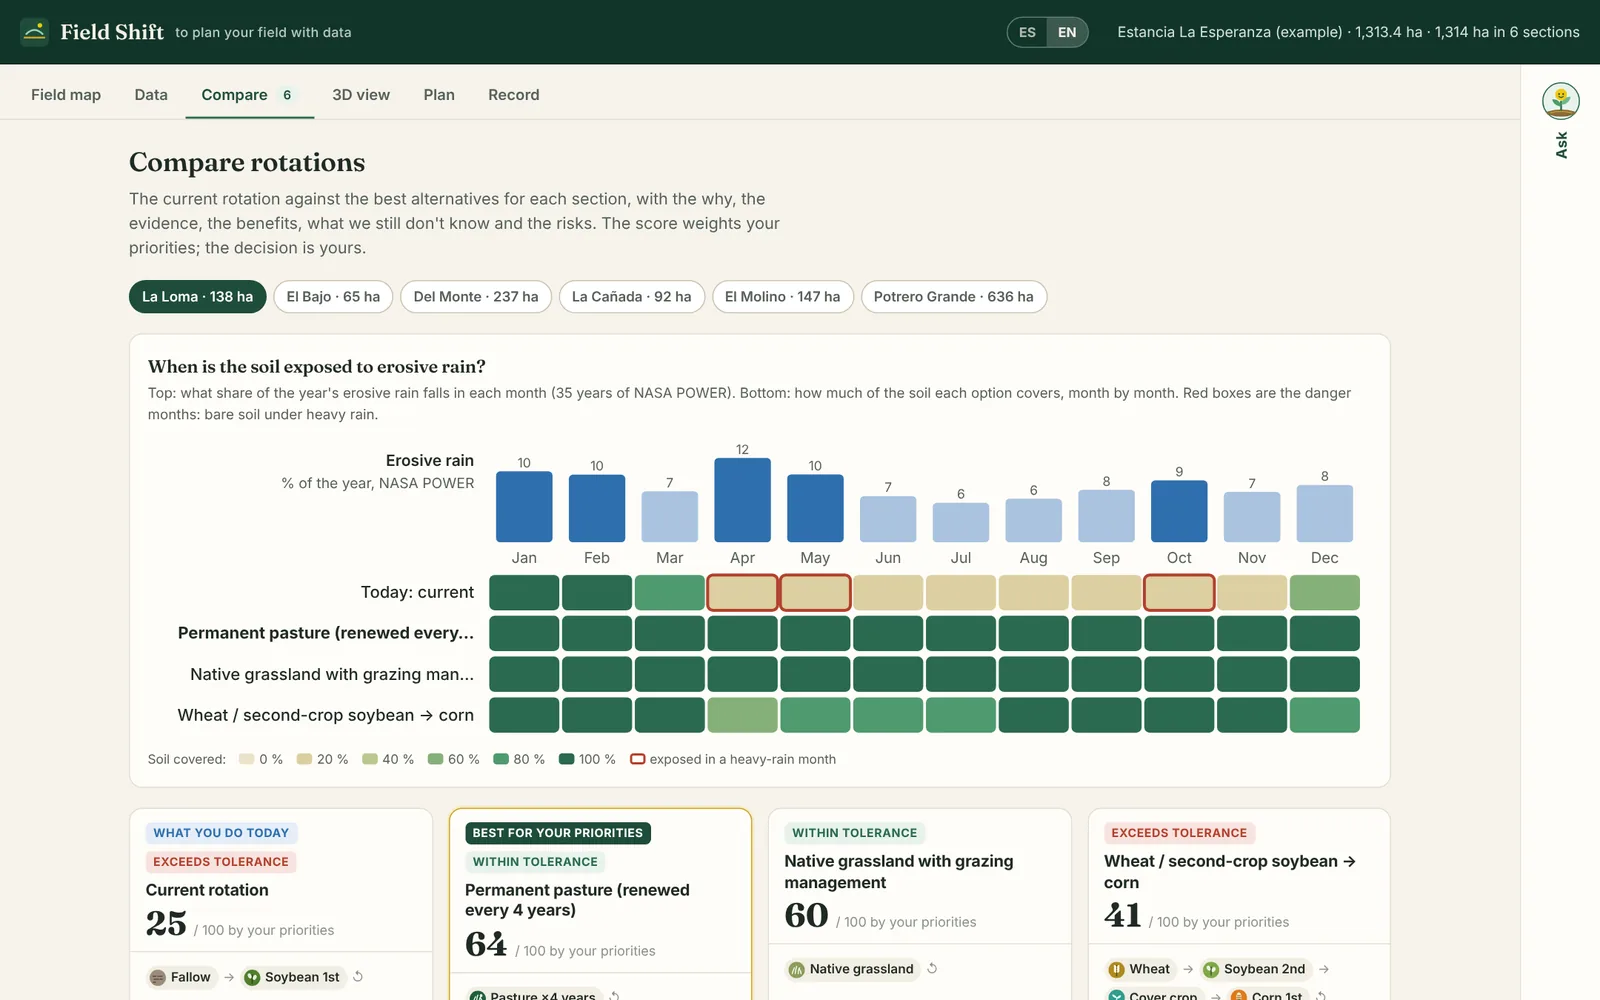 Field Shift to plan your field with data
ES EN
Estancia La Esperanza (example) · 1,313.4 ha · 1,314 ha in 6 sections
Field map Data Compare 6 3D view Plan Record
Ask
Compare rotations
The current rotation against the best alternatives for each section, with the why, the
evidence, the benefits, what we still don't know and the risks. The score weights your
priorities; the decision is yours.
La Loma · 138 ha El Bajo · 65 ha Del Monte · 237 ha La Cañada · 92 ha El Molino · 147 ha Potrero Grande · 636 ha
When is the soil exposed to erosive rain?
Top: what share of the year's erosive rain falls in each month (35 years of NASA POWER). Bottom: how much of the soil each option covers, month by month. Red boxes are the danger
months: bare soil under heavy rain.
Erosive rain
% of the year, NASA POWER
10 10 7 12 10 7 6 6 8 9 7 8
Jan Feb Mar Apr May Jun Jul Aug Sep Oct Nov Dec
Today: current
Permanent pasture (renewed every...
Native grassland with grazing man...
Wheat / second-crop soybean → corn
Soil covered: 0 % 20 % 40 % 60 % 80 % 100 % exposed in a heavy-rain month
WHAT YOU DO TODAY
EXCEEDS TOLERANCE
Current rotation
25 / 100 by your priorities
Fallow → Soybean 1st
BEST FOR YOUR PRIORITIES
WITHIN TOLERANCE
Permanent pasture (renewed
every 4 years)
64 / 100 by your priorities
Pasture ×4 years
WITHIN TOLERANCE
Native grassland with grazing
management
60 / 100 by your priorities
Native grassland
EXCEEDS TOLERANCE
Wheat / second-crop soybean →
corn
41 / 100 by your priorities
Wheat → Soybean 2nd →
Cover crop → Corn 1st